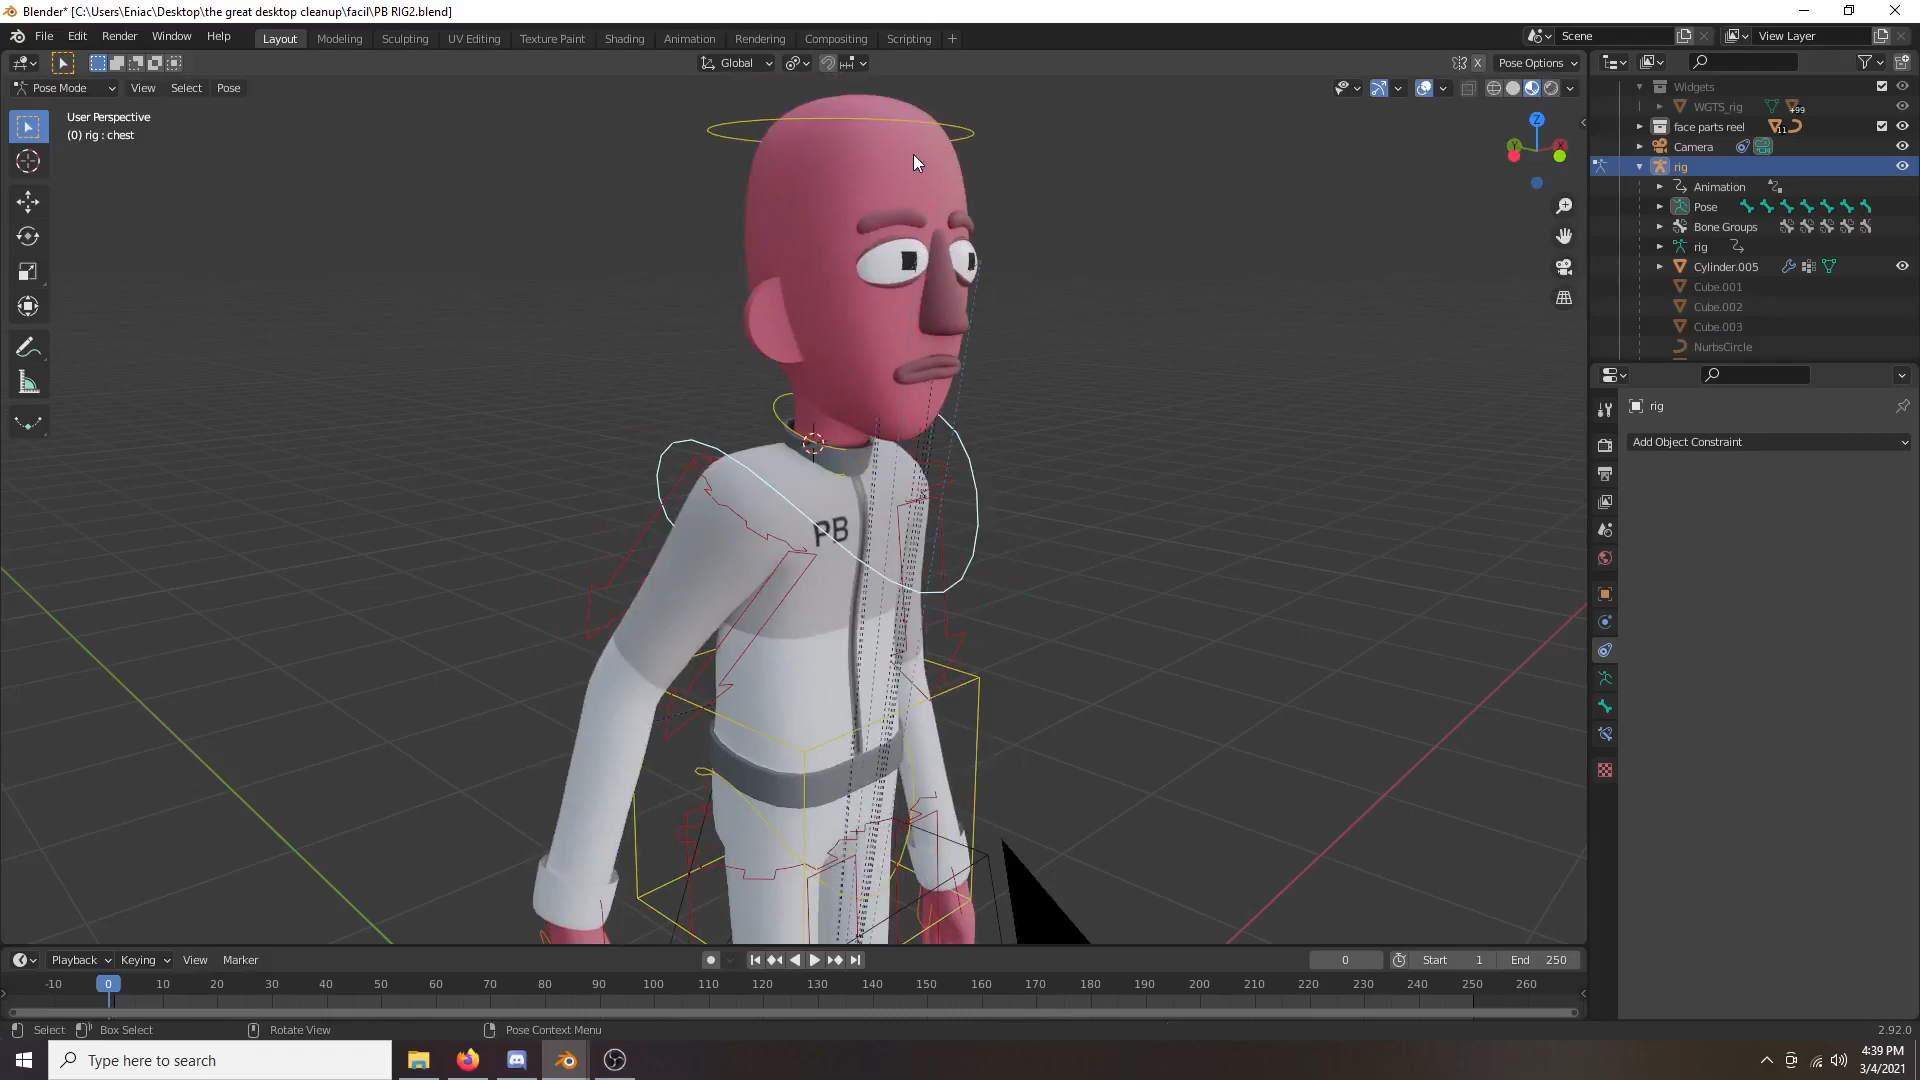 Blender* [C:\Users\Eniac\Desktop\the great desktop cleanup\facil\PB RIG2.blend]
File Edit Render Window Help
Layout Modeling Sculpting UV Editing Texture Paint Shading Animation Rendering Compositing Scripting
Scene
View Layer
Global
X
Pose Options
Pose Mode View Select Pose
User Perspective
(0) rig : chest
Z
Y
X
PB
Widgets
WGTS_rig
+99
face parts reel
11
Camera
rig
Animation
Pose
Bone Groups
rig
Cylinder.005
Cube.001
Cube.002
Cube.003
NurbsCircle
rig
Add Object Constraint
Playback Keying View Marker
0
Start 1
End 250
-10 0 10 20 30 40 50 60 70 80 90 100 110 120 130 140 150 160 170 180 190 200 210 220 230 240 250 260
Select Box Select Rotate View Pose Context Menu
2.92.0
Type here to search
4:39 PM
3/4/2021